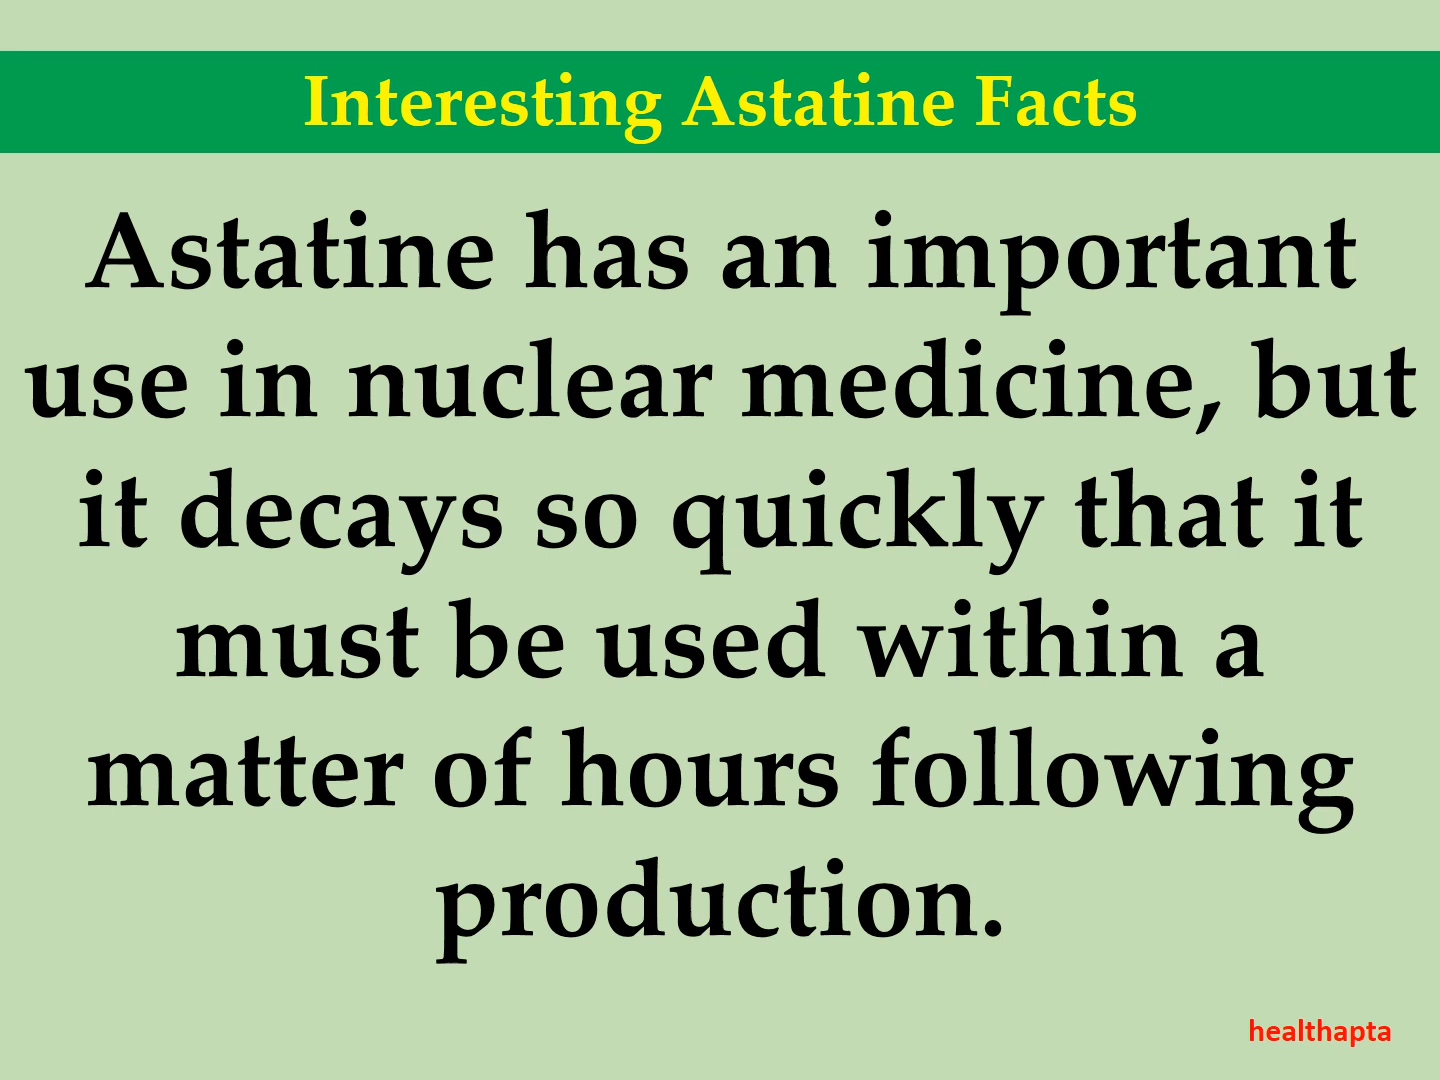 Interesting Astatine Facts
Astatine has an important
use in nuclear medicine, but
it decays so quickly that it
must be used within a
matter of hours following
production.
healthapta